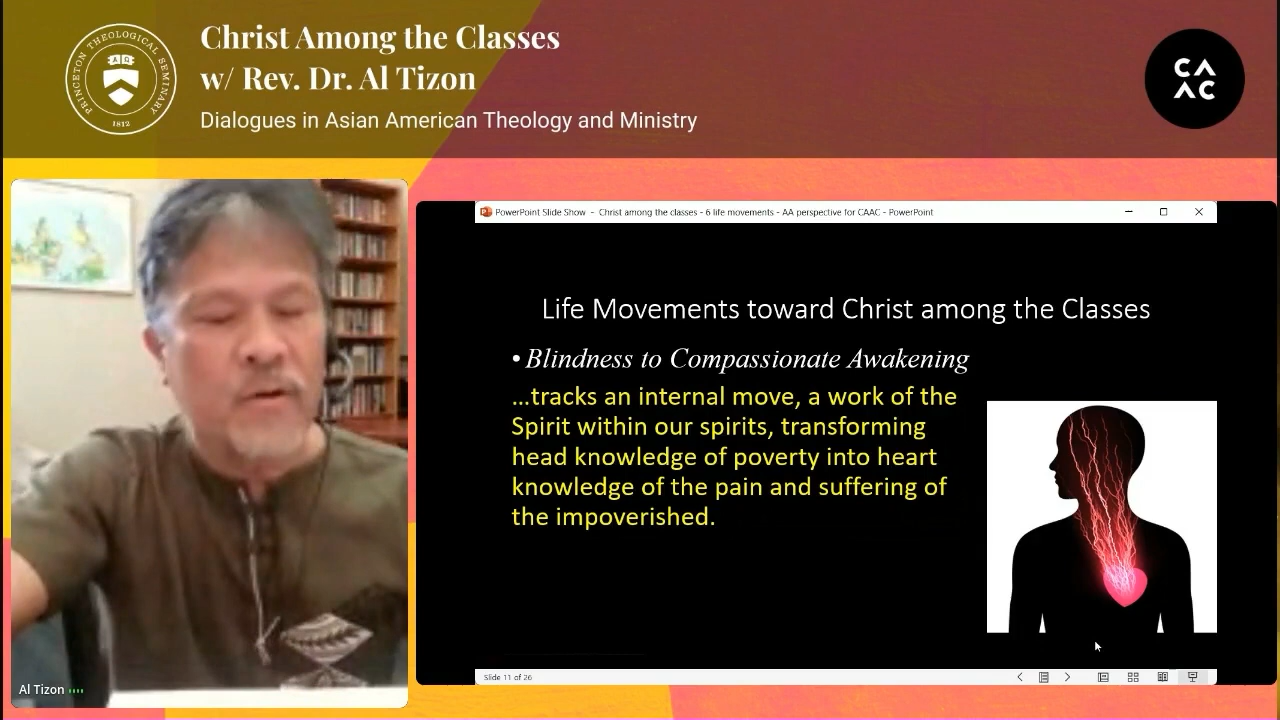 Christ Among the Classes
w/ Rev. Dr. Al Tizon
Dialogues in Asian American Theology and Ministry
PRINCETON THEOLOGICAL SEMINARY
1812
CA
AC
PowerPoint Slide Show - Christ among the classes - 6 life movements - AA perspective for CAAC - PowerPoint
Life Movements toward Christ among the Classes
• Blindness to Compassionate Awakening
...tracks an internal move, a work of the
Spirit within our spirits, transforming
head knowledge of poverty into heart
knowledge of the pain and suffering of
the impoverished.
Al Tizon
Slide 11 of 26